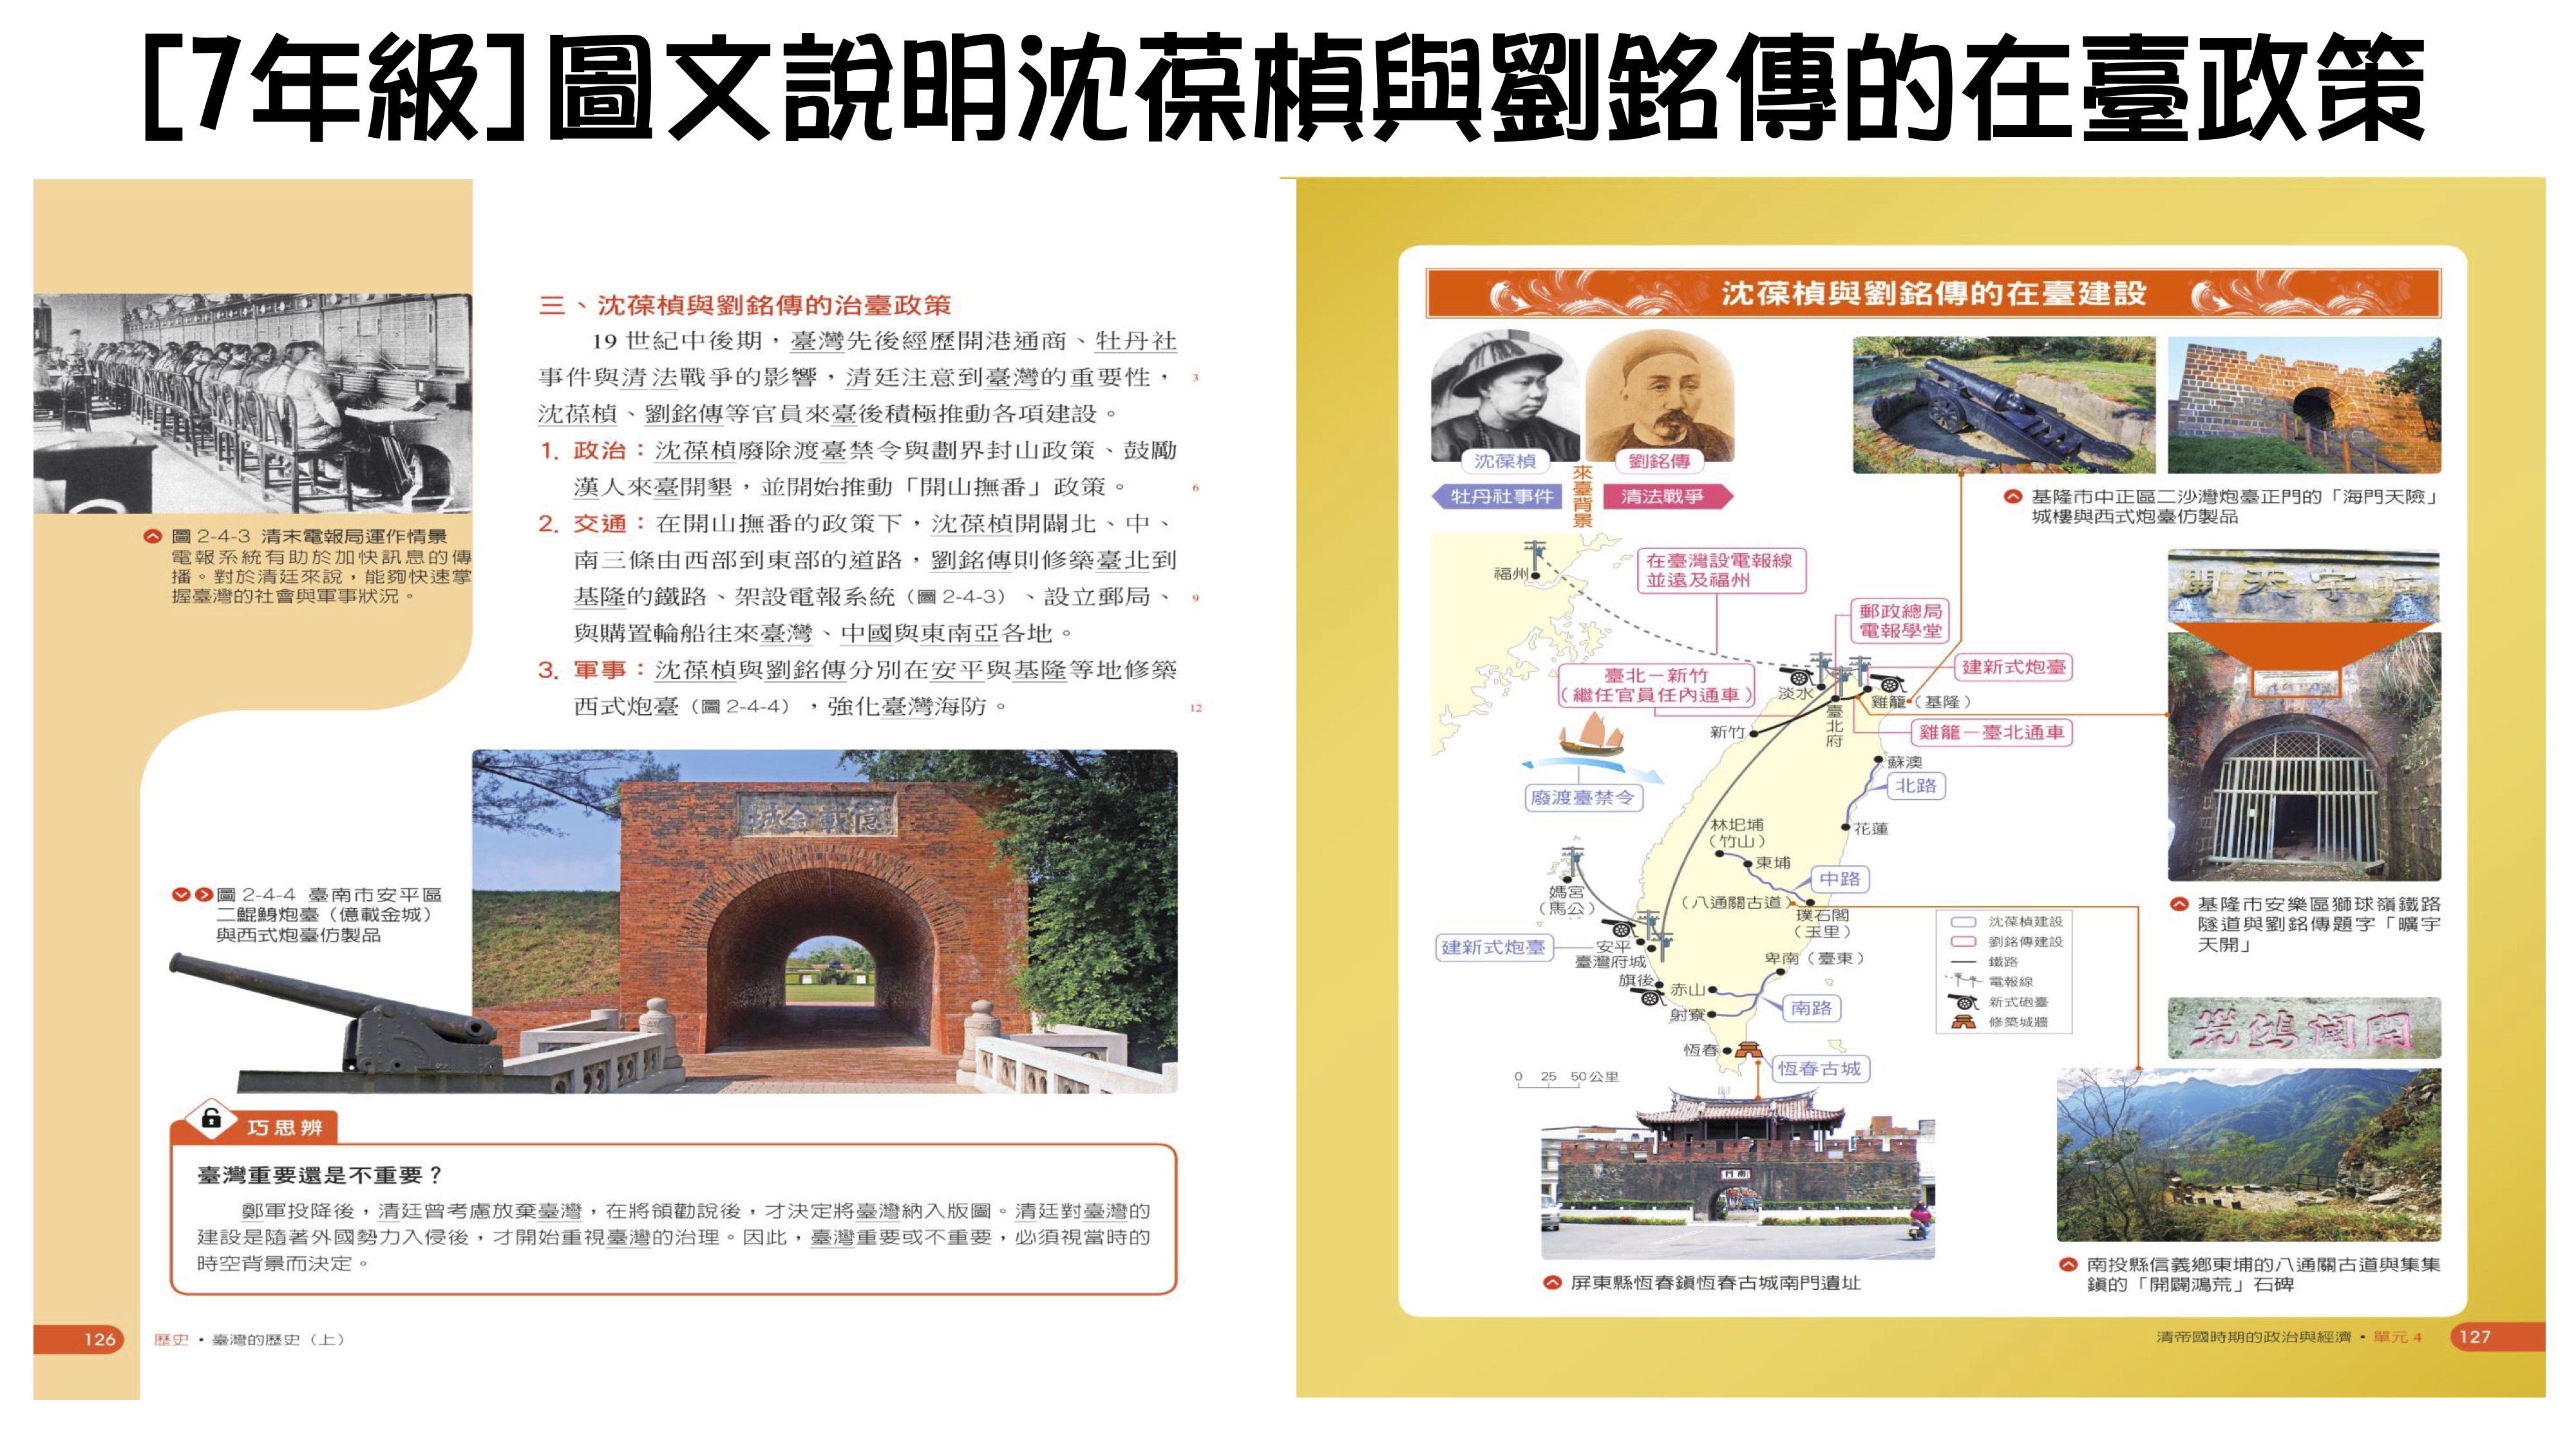 [7年級]圖文說明沈葆楨與劉銘傳的在臺政策
三、沈葆楨與劉銘傳的治臺政策
19 世紀中後期，臺灣先後經歷開港通商、牡丹社
事件與清法戰爭的影響，清廷注意到臺灣的重要性， 3
沈葆楨、劉銘傳等官員來臺後積極推動各項建設。
1. 政治：沈葆楨廢除渡臺禁令與劃界封山政策、鼓勵
漢人來臺開墾，並開始推動「開山撫番」政策。 6
2. 交通：在開山撫番的政策下，沈葆楨開闢北、中、
南三條由西部到東部的道路，劉銘傳則修築臺北到
基隆的鐵路、架設電報系統（圖 2-4-3）、設立郵局、 9
與購置輪船往來臺灣、中國與東南亞各地。
3. 軍事：沈葆楨與劉銘傳分別在安平與基隆等地修築
西式炮臺（圖 2-4-4），強化臺灣海防。 12
圖 2-4-3 清末電報局運作情景
電報系統有助於加快訊息的傳
播。對於清廷來說，能夠快速掌
握臺灣的社會與軍事狀況。
城金載億
圖 2-4-4 臺南市安平區
二鯤鯓炮臺（億載金城）
與西式炮臺仿製品
巧思辨
臺灣重要還是不重要？
鄭軍投降後，清廷曾考慮放棄臺灣，在將領勸說後，才決定將臺灣納入版圖。清廷對臺灣的
建設是隨著外國勢力入侵後，才開始重視臺灣的治理。因此，臺灣重要或不重要，必須視當時的
時空背景而決定。
126 歷史・臺灣的歷史（上）
沈葆楨與劉銘傳的在臺建設
沈葆楨
劉銘傳
來臺背景
牡丹社事件
清法戰爭
基隆市中正區二沙灣炮臺正門的「海門天險」
城樓與西式炮臺仿製品
福州
在臺灣設電報線
並遠及福州
郵政總局
電報學堂
建新式炮臺
臺北－新竹
（繼任官員任內通車）
淡水
雞籠（基隆）
臺北府
新竹
雞籠－臺北通車
蘇澳
北路
廢渡臺禁令
花蓮
林圯埔
（竹山）
東埔
中路
媽宮
（馬公）
（八通關古道）
璞石閣
（玉里）
建新式炮臺
安平
臺灣府城
卑南（臺東）
旗後
赤山
射寮
南路
恆春
恆春古城
0 25 50公里
沈葆楨建設
劉銘傳建設
鐵路
電報線
新式砲臺
修築城牆
開天宇曠
基隆市安樂區獅球嶺鐵路
隧道與劉銘傳題字「曠宇
天開」
荒鴻闢開
門南
屏東縣恆春鎮恆春古城南門遺址
南投縣信義鄉東埔的八通關古道與集集
鎮的「開闢鴻荒」石碑
清帝國時期的政治與經濟・單元 4 127